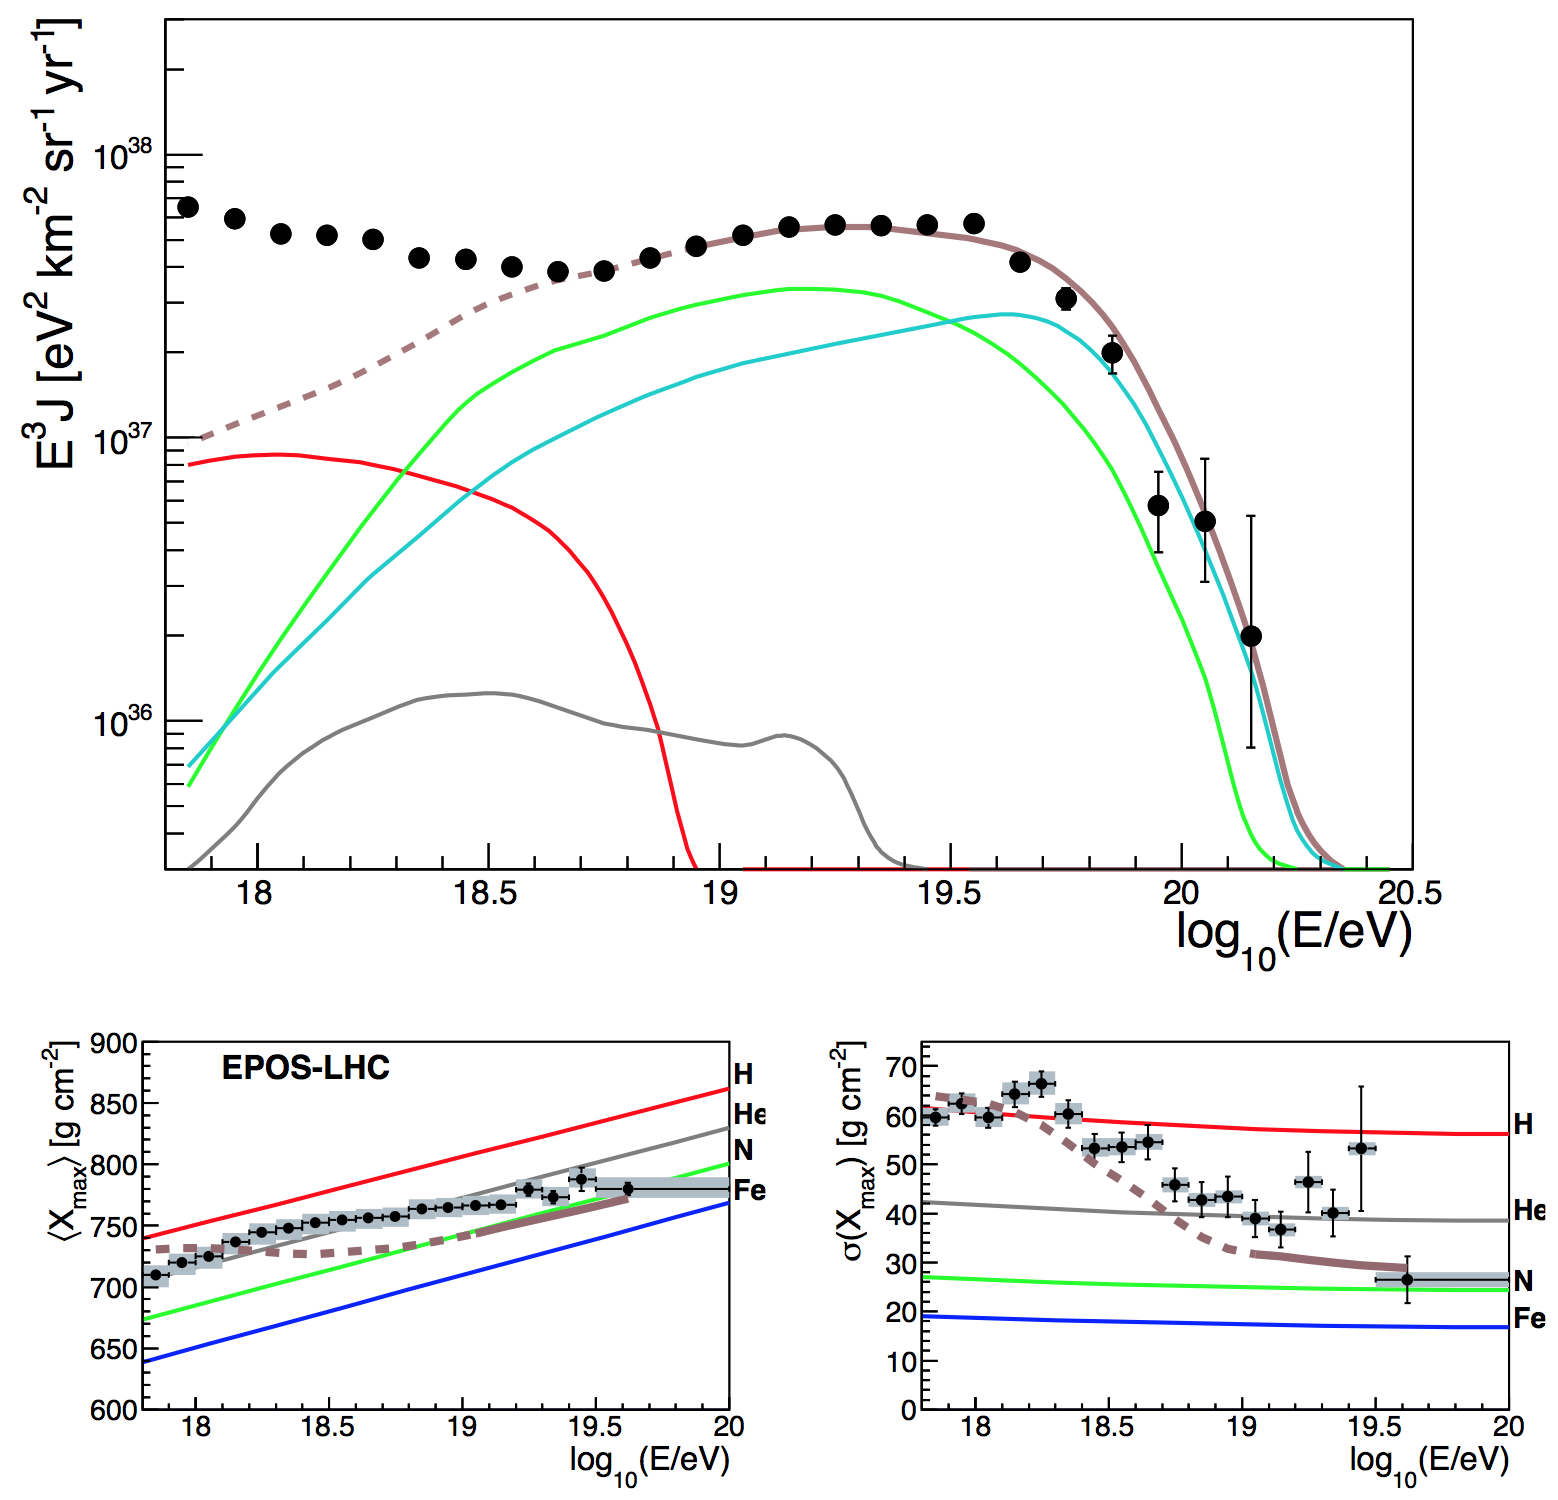 E³J [eV² km⁻² sr⁻¹ yr⁻¹]
10³⁸
10³⁷
10³⁶
18 18.5 19 19.5 20 20.5
log₁₀(E/eV)
EPOS-LHC
⟨Xₘₐₓ⟩ [g cm⁻²]
900
850
800
750
700
650
600
H
He
N
Fe
18 18.5 19 19.5 20
log₁₀(E/eV)
σ(Xₘₐₓ) [g cm⁻²]
70
60
50
40
30
20
10
0
H
He
N
Fe
18 18.5 19 19.5 20
log₁₀(E/eV)